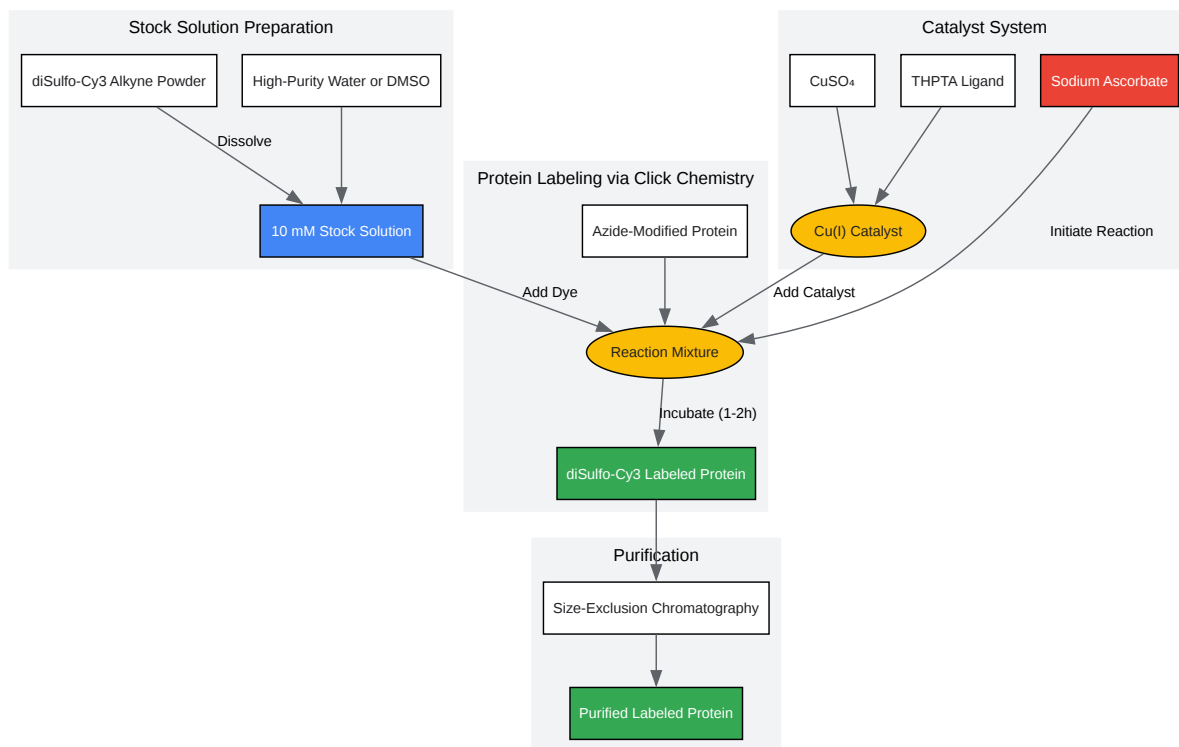 Stock Solution Preparation
diSulfo-Cy3 Alkyne Powder
High-Purity Water or DMSO
Dissolve
10 mM Stock Solution
Catalyst System
CuSO₄
THPTA Ligand
Sodium Ascorbate
Cu(I) Catalyst
Initiate Reaction
Protein Labeling via Click Chemistry
Azide-Modified Protein
Add Dye
Add Catalyst
Reaction Mixture
Incubate (1-2h)
diSulfo-Cy3 Labeled Protein
Purification
Size-Exclusion Chromatography
Purified Labeled Protein